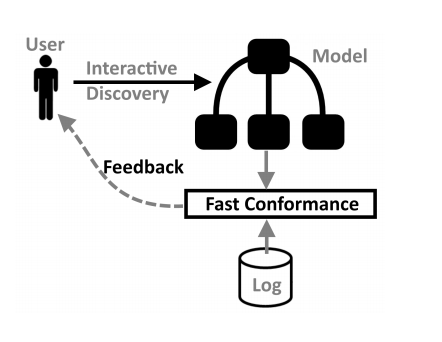 User
Model
Interactive
Discovery
Feedback
Fast Conformance
Log